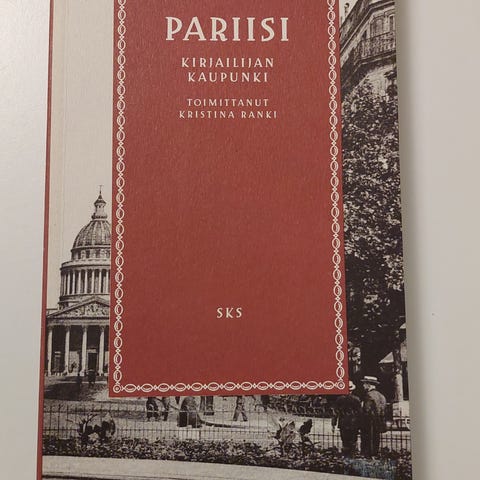 PARIISI
KIRJAILIJAN
KAUPUNKI
TOIMITTANUT
KRISTINA RANKI
SKS